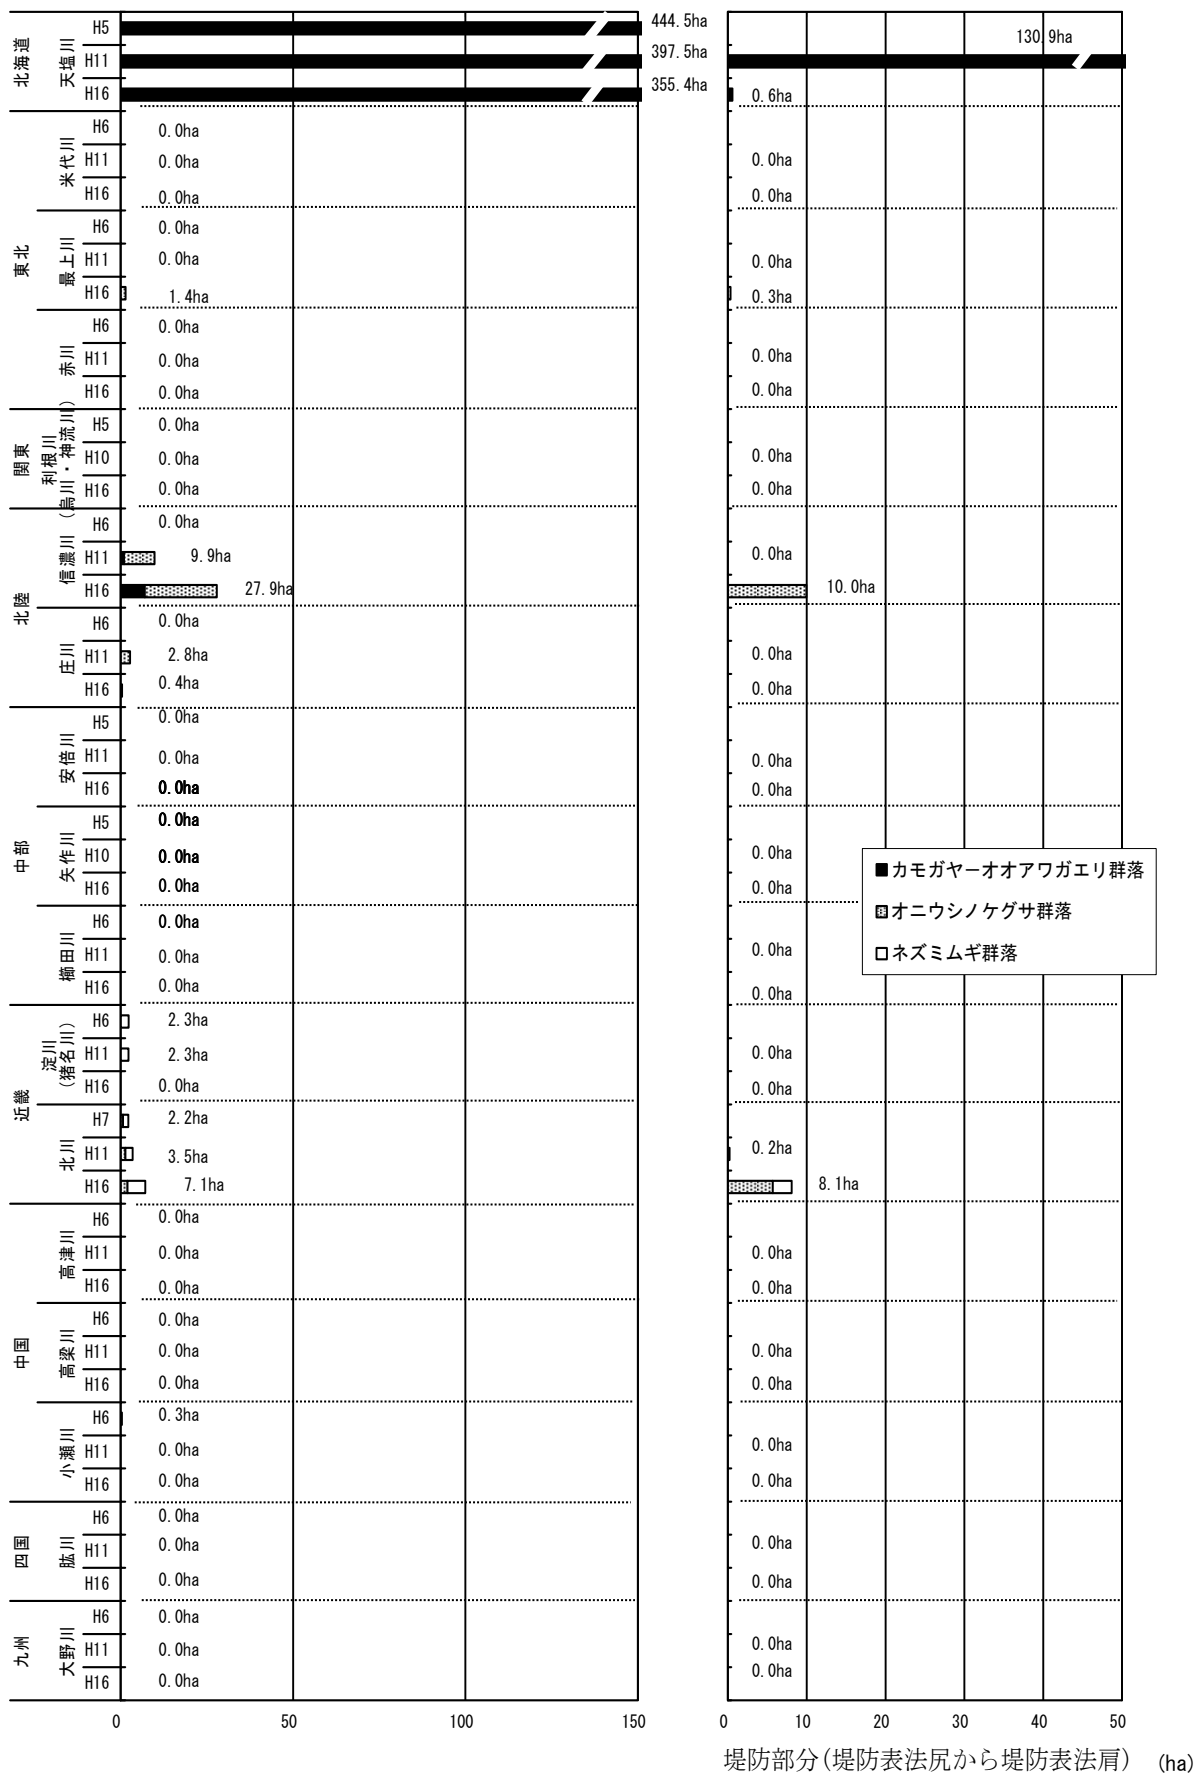 北海道
天塩川
H5 444.5ha
H11 397.5ha 130.9ha
H16 355.4ha 0.6ha
東北
米代川
H6 0.0ha
H11 0.0ha 0.0ha
H16 0.0ha 0.0ha
最上川
H6 0.0ha
H11 0.0ha 0.0ha
H16 1.4ha 0.3ha
赤川
H6 0.0ha
H11 0.0ha 0.0ha
H16 0.0ha 0.0ha
関東
利根川
(烏川・神流川)
H5 0.0ha
H10 0.0ha 0.0ha
H16 0.0ha 0.0ha
北陸
信濃川
H6 0.0ha
H11 9.9ha 0.0ha
H16 27.9ha 10.0ha
庄川
H6 0.0ha
H11 2.8ha 0.0ha
H16 0.4ha 0.0ha
中部
安倍川
H5 0.0ha
H11 0.0ha 0.0ha
H16 0.0ha 0.0ha
矢作川
H5 0.0ha
H10 0.0ha 0.0ha
H16 0.0ha 0.0ha
櫛田川
H6 0.0ha
H11 0.0ha 0.0ha
H16 0.0ha 0.0ha
近畿
淀川
(猪名川)
H6 2.3ha
H11 2.3ha 0.0ha
H16 0.0ha 0.0ha
北川
H7 2.2ha
H11 3.5ha 0.2ha
H16 7.1ha 8.1ha
中国
高津川
H6 0.0ha
H11 0.0ha 0.0ha
H16 0.0ha 0.0ha
高梁川
H6 0.0ha
H11 0.0ha 0.0ha
H16 0.0ha 0.0ha
小瀬川
H6 0.3ha
H11 0.0ha 0.0ha
H16 0.0ha 0.0ha
四国
肱川
H6 0.0ha
H11 0.0ha 0.0ha
H16 0.0ha 0.0ha
九州
大野川
H6 0.0ha
H11 0.0ha 0.0ha
H16 0.0ha 0.0ha
カモガヤーオオアワガエリ群落
オニウシノケグサ群落
ネズミムギ群落
0 50 100 150 0 10 20 30 40 50
堤防部分(堤防表法尻から堤防表法肩) (ha)